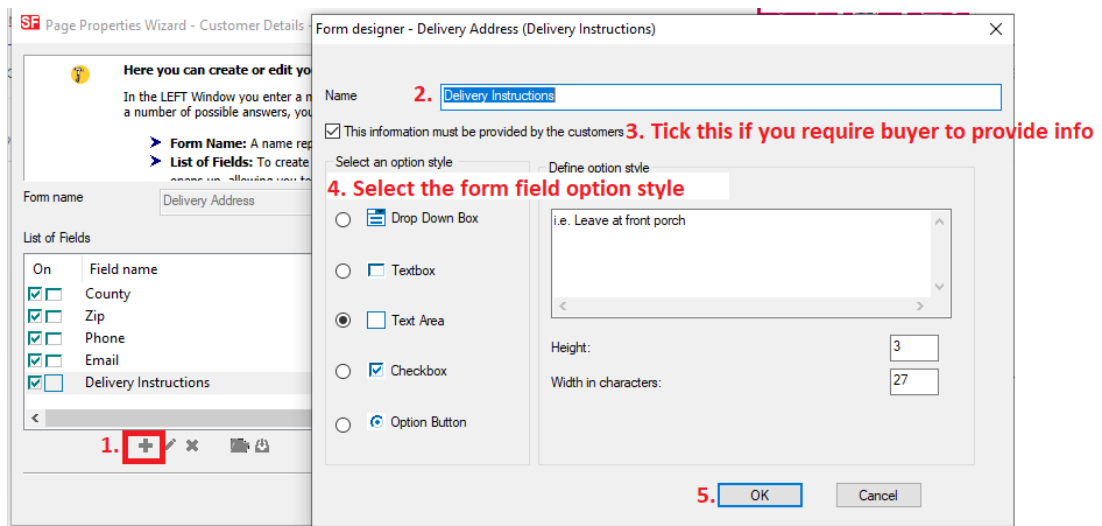 SF Page Properties Wizard - Customer Details -
Here you can create or edit yo
In the LEFT Window you enter a n
a number of possible answers, you
Form Name: A name rep
List of Fields: To create
opens up, allowing you to
Form name
Delivery Address
List of Fields
On Field name
County
Zip
Phone
Email
Delivery Instructions
1.
Form designer - Delivery Address (Delivery Instructions)
Name 2. Delivery Instructions
This information must be provided by the customers 3. Tick this if you require buyer to provide info
Select an option style
4. Select the form field option style
Drop Down Box
Textbox
Text Area
Checkbox
Option Button
Define option style
i.e. Leave at front porch
Height: 3
Width in characters: 27
5. OK Cancel